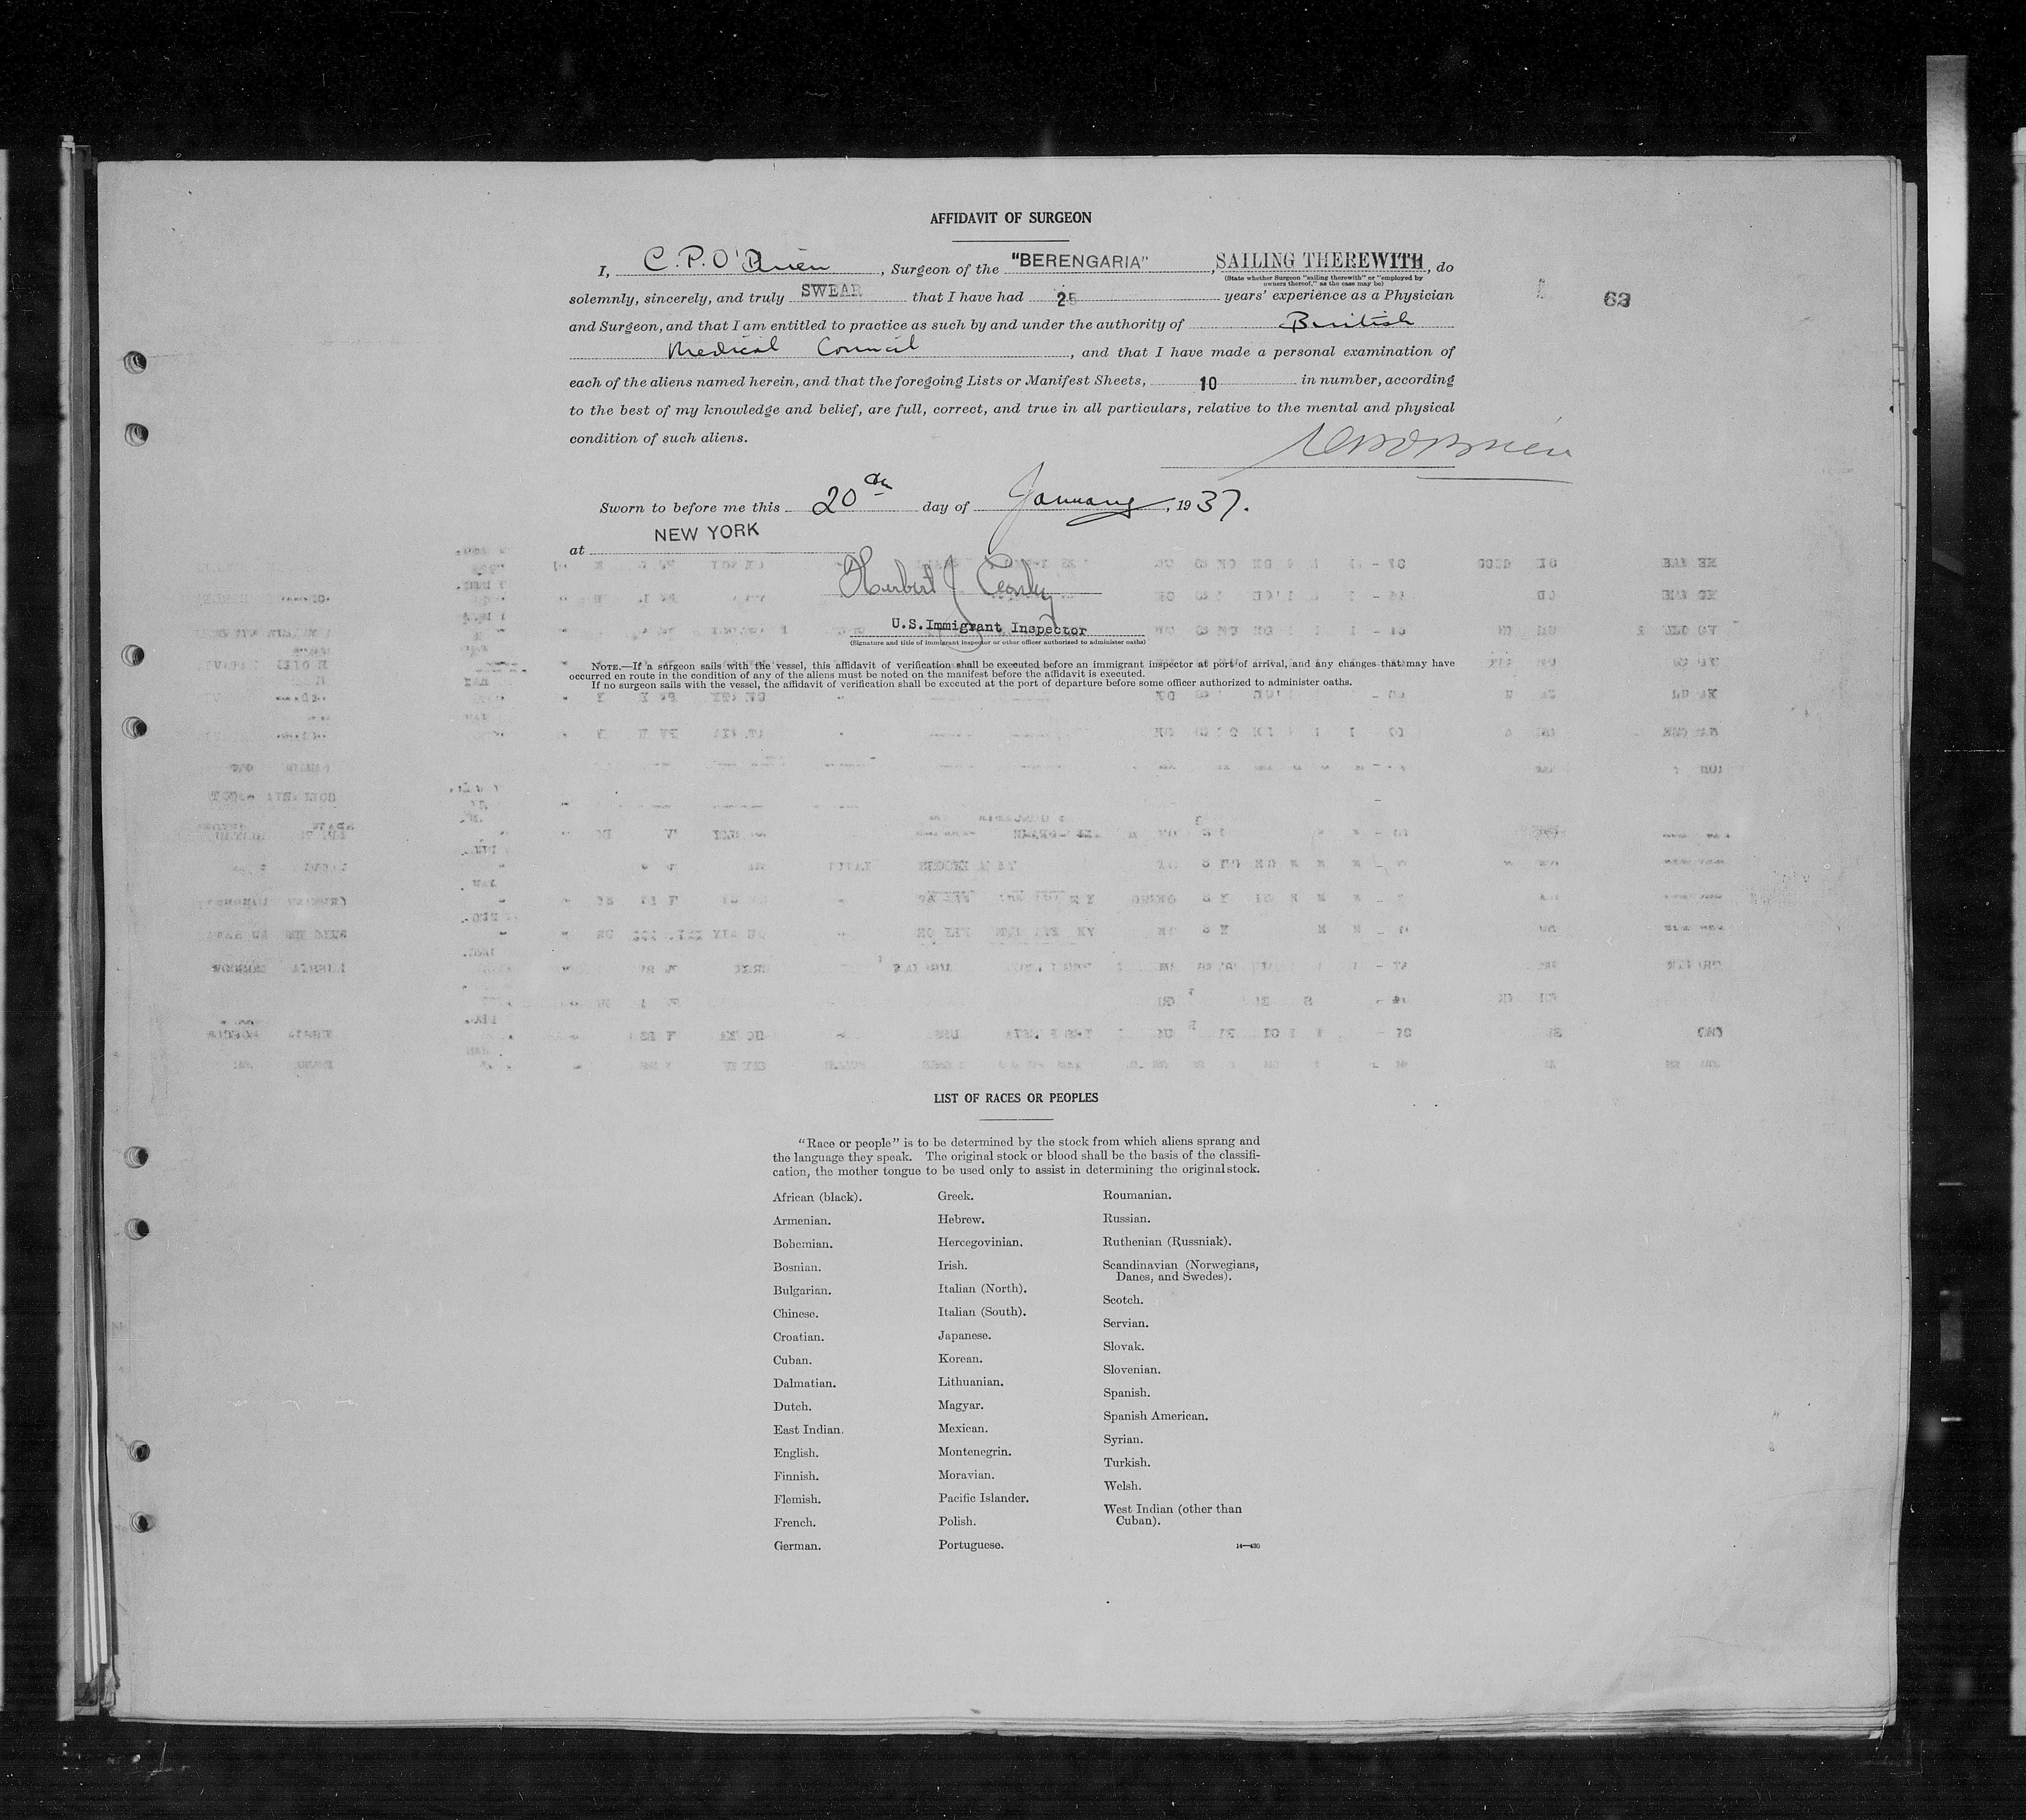 AFFIDAVIT OF SURGEON
I, C. P. O'Brien, Surgeon of the "BERENGARIA", SAILING THEREWITH, do
(State whether Surgeon "sailing therewith" or "employed by
owners thereof," as the case may be)
solemnly, sincerely, and truly SWEAR that I have had 25 years' experience as a Physician
63
and Surgeon, and that I am entitled to practice as such by and under the authority of British
Medical Council, and that I have made a personal examination of
each of the aliens named herein, and that the foregoing Lists or Manifest Sheets, 10 in number, according
to the best of my knowledge and belief, are full, correct, and true in all particulars, relative to the mental and physical
condition of such aliens.
O'Brien
Sworn to before me this 20th day of January, 1937.
at NEW YORK
Herbert J
U.S. Immigrant Inspector
(Signature and title of immigrant inspector or other officer authorized to administer oaths)
NOTE.—If a surgeon sails with the vessel, this affidavit of verification shall be executed before an immigrant inspector at port of arrival, and any changes that may have
occurred en route in the condition of any of the aliens must be noted on the manifest before the affidavit is executed.
If no surgeon sails with the vessel, the affidavit of verification shall be executed at the port of departure before some officer authorized to administer oaths.
LIST OF RACES OR PEOPLES
"Race or people" is to be determined by the stock from which aliens sprang and
the language they speak. The original stock or blood shall be the basis of the classifi-
cation, the mother tongue to be used only to assist in determining the original stock.
African (black).
Armenian.
Bohemian.
Bosnian.
Bulgarian.
Chinese.
Croatian.
Cuban.
Dalmatian.
Dutch.
East Indian.
English.
Finnish.
Flemish.
French.
German.
Greek.
Hebrew.
Hercegovinian.
Irish.
Italian (North).
Italian (South).
Japanese.
Korean.
Lithuanian.
Magyar.
Mexican.
Montenegrin.
Moravian.
Pacific Islander.
Polish.
Portuguese.
Roumanian.
Russian.
Ruthenian (Russniak).
Scandinavian (Norwegians,
Danes, and Swedes).
Scotch.
Servian.
Slovak.
Slovenian.
Spanish.
Spanish American.
Syrian.
Turkish.
Welsh.
West Indian (other than
Cuban).
14—430